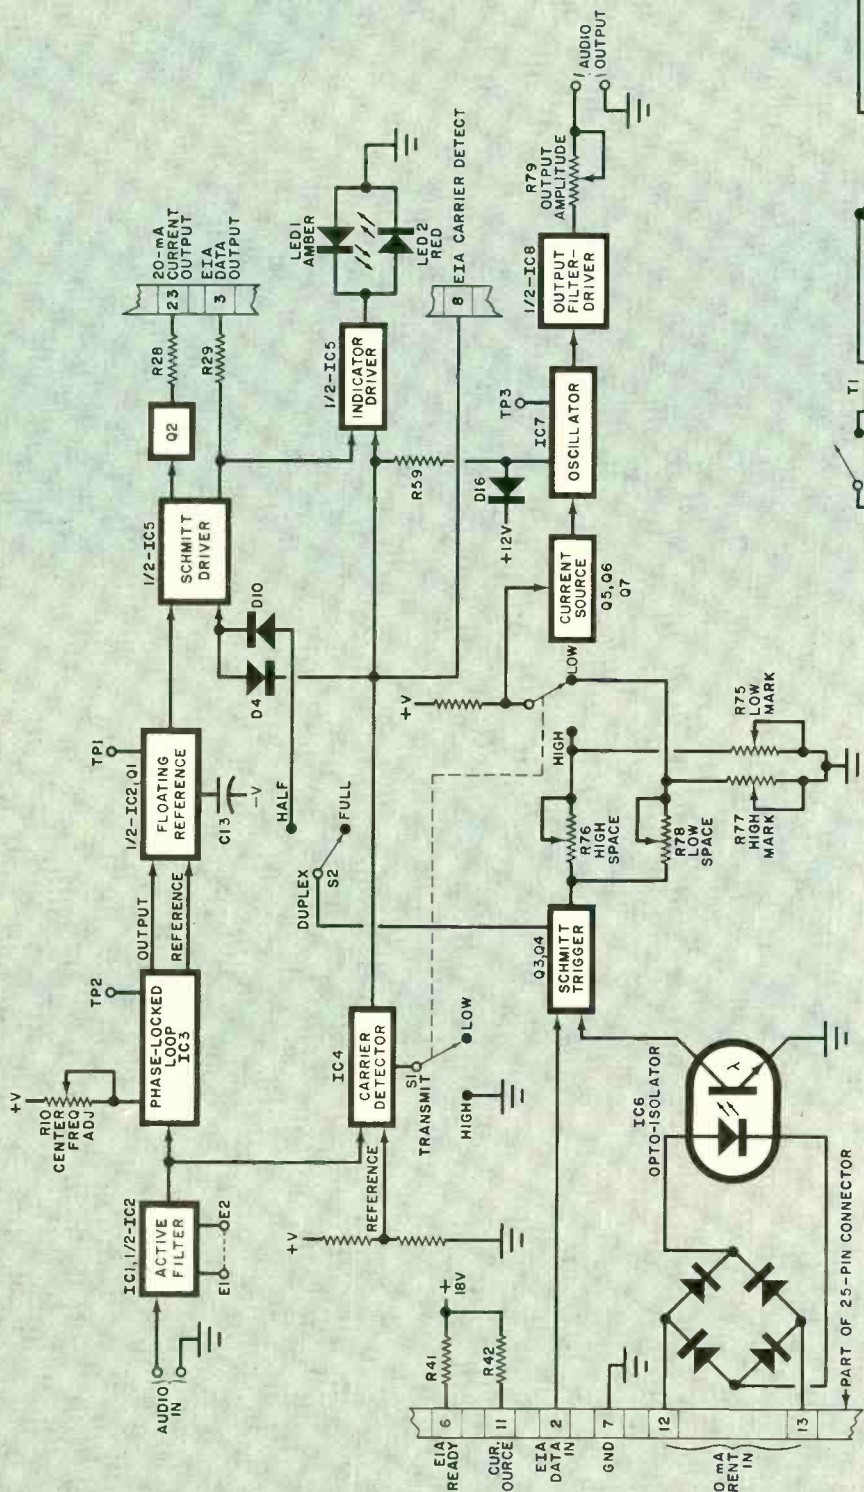 AUDIO IN
IC1, 1/2-IC2
ACTIVE FILTER
E1
E2
+V
R10
CENTER
FREQ
ADJ
PHASE-LOCKED
LOOP
IC3
TP2
OUTPUT
REFERENCE
1/2-IC2, Q1
FLOATING
REFERENCE
TP1
C13
-V
1/2-IC5
SCHMITT
DRIVER
D4
D10
HALF
DUPLEX
S2
FULL
Q2
R28
R29
23
20-mA
CURRENT
OUTPUT
3
EIA
DATA
OUTPUT
1/2-IC5
INDICATOR
DRIVER
LED1
AMBER
LED2
RED
8
EIA CARRIER DETECT
+V
REFERENCE
IC4
CARRIER
DETECTOR
S1
TRANSMIT
HIGH
LOW
R59
D16
+12V
TP3
IC7
OSCILLATOR
1/2-IC8
OUTPUT
FILTER-
DRIVER
R79
OUTPUT
AMPLITUDE
AUDIO
OUTPUT
+V
CURRENT
SOURCE
Q5, Q6
Q7
HIGH
LOW
R76
HIGH
SPACE
R78
LOW
SPACE
R77
HIGH
MARK
R75
LOW
MARK
Q3, Q4
SCHMITT
TRIGGER
IC6
OPTO-ISOLATOR
λ
+
18V
R41
R42
6
EIA
READY
11
CUR.
OURCE
2
EIA
DATA
IN
7
GND
12
13
0 mA
RENT
IN
PART OF 25-PIN CONNECTOR
T1